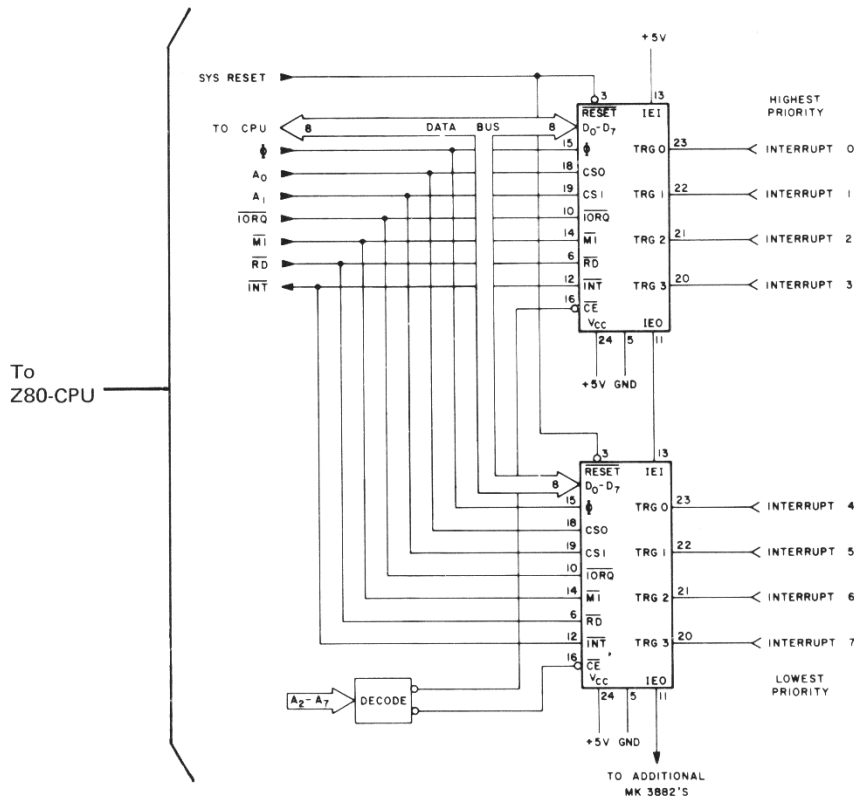 +5V
SYS RESET
3
13
HIGHEST
PRIORITY
RESET IEI
TO CPU 8 DATA BUS 8 D0-D7
Φ 15 Φ TRG 0 23 INTERRUPT 0
A0 18 CS0
A1 19 CS1 TRG 1 22 INTERRUPT 1
IORQ 10 IORQ
M1 14 M1 TRG 2 21 INTERRUPT 2
RD 6 RD
INT 12 INT TRG 3 20 INTERRUPT 3
16 CE
VCC IEO
24 5 11
+5V GND
To
Z80-CPU
3 13
RESET IEI
8 D0-D7
15 Φ TRG 0 23 INTERRUPT 4
18 CS0
19 CS1 TRG 1 22 INTERRUPT 5
10 IORQ
14 M1 TRG 2 21 INTERRUPT 6
6 RD
12 INT TRG 3 20 INTERRUPT 7
16 CE
VCC IEO
LOWEST
PRIORITY
A2-A7 DECODE
24 5 11
+5V GND
TO ADDITIONAL
MK 3882'S